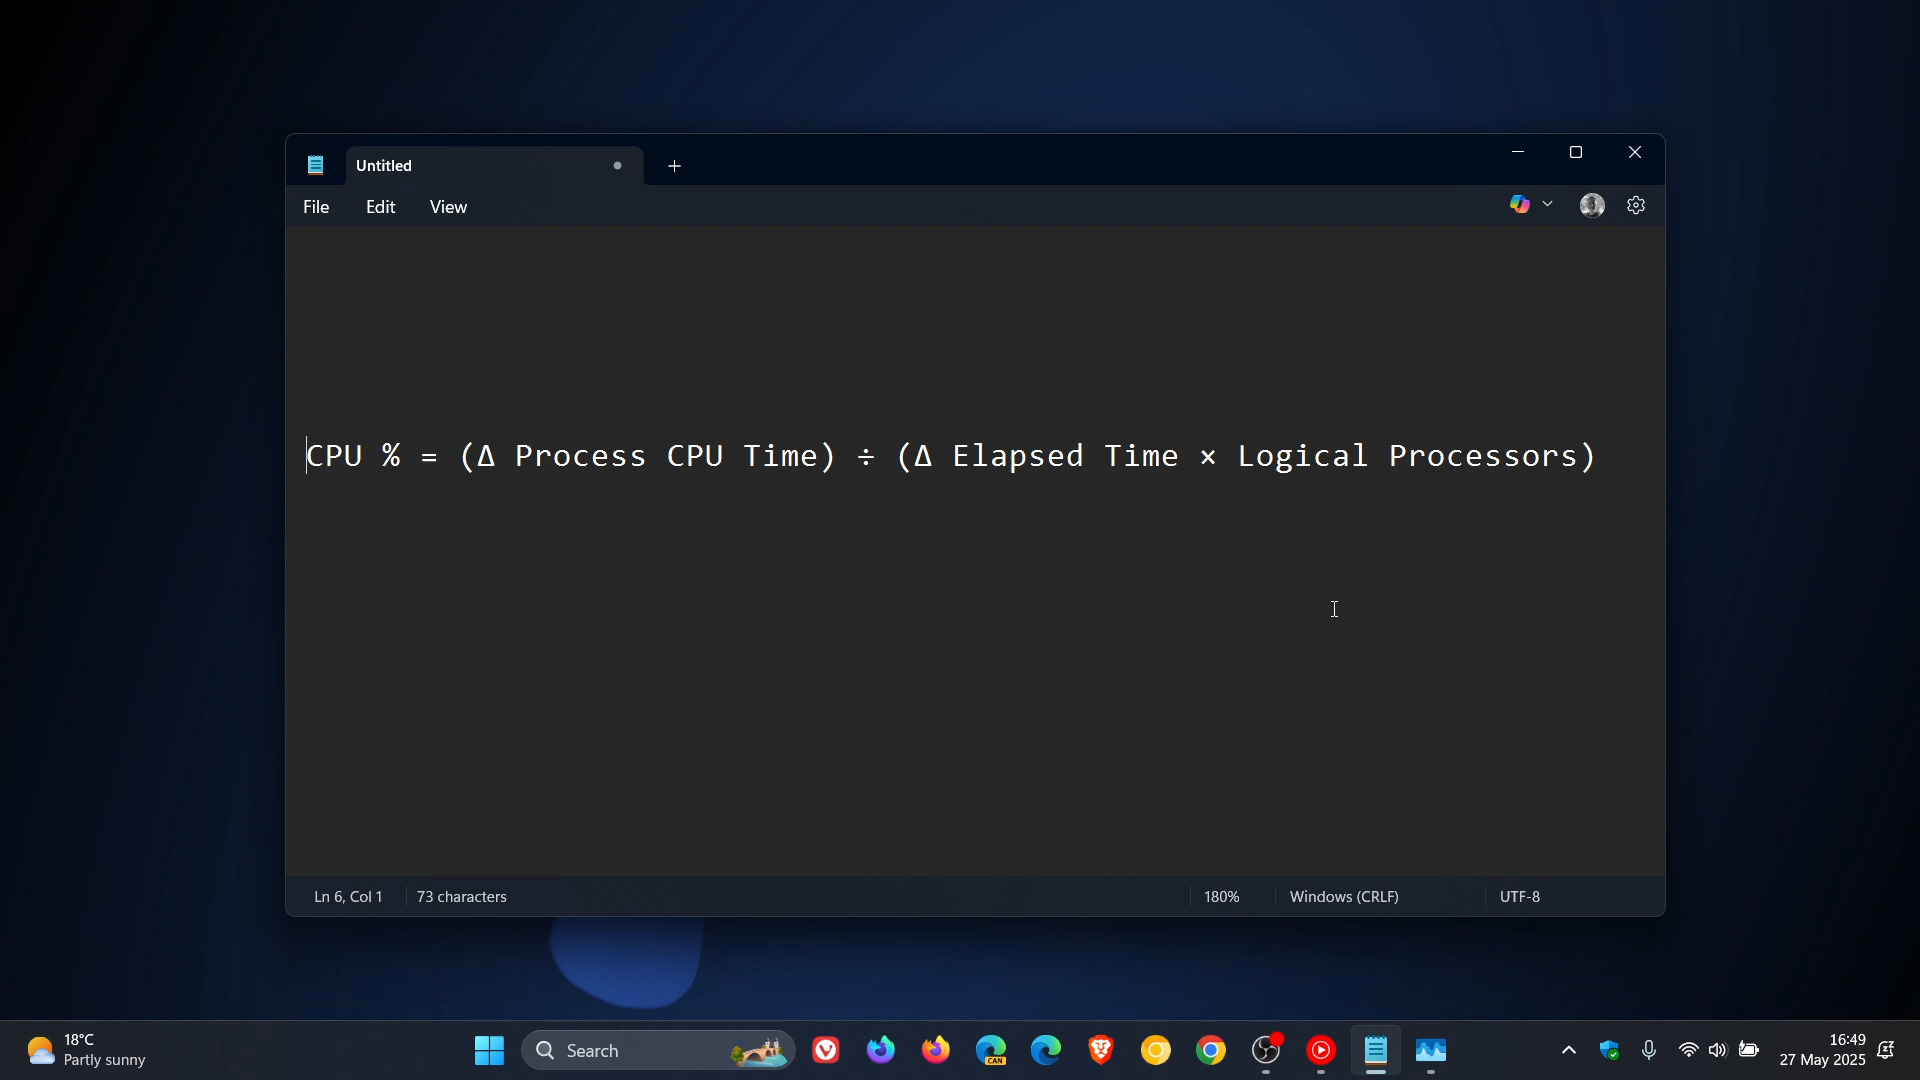 Untitled
File Edit View
CPU % = (Δ Process CPU Time) ÷ (Δ Elapsed Time × Logical Processors)
Ln 6, Col 1 73 characters 180% Windows (CRLF) UTF-8
18°C
Partly sunny
Search
CAN
16:49
27 May 2025